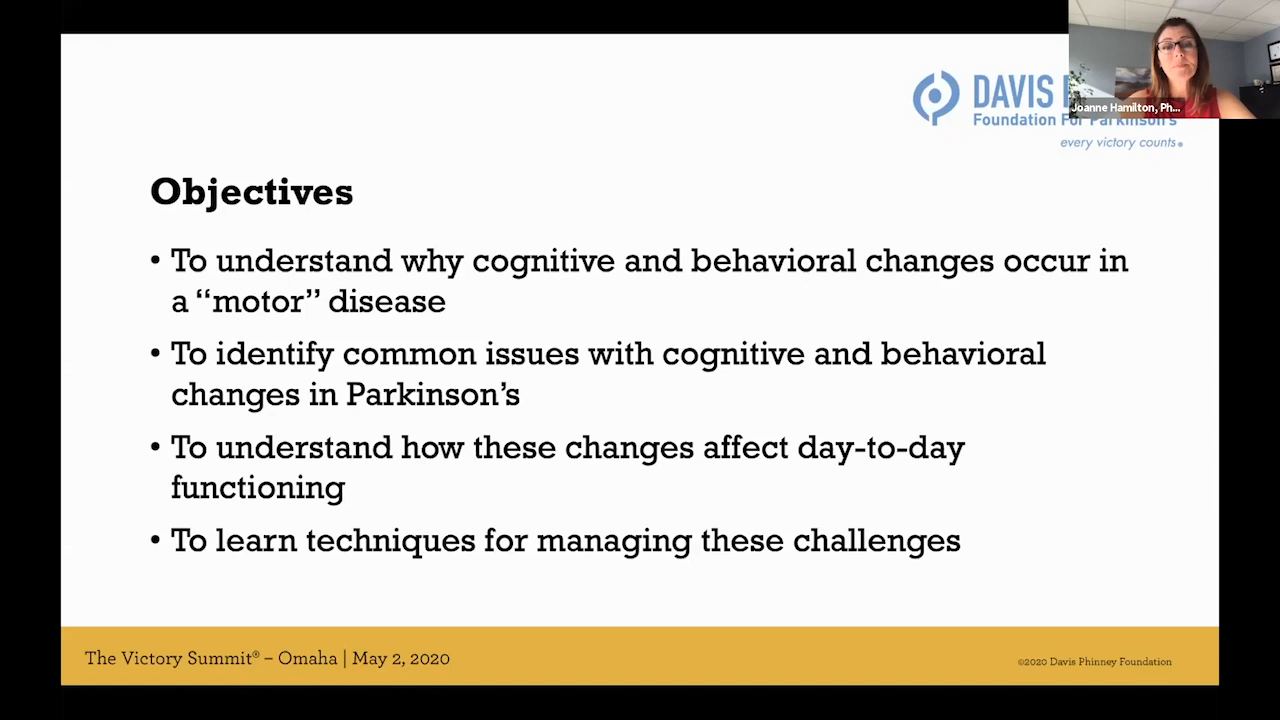 DAVIS
Foundation For Parkinson's
every victory counts.
Joanne Hamilton, Ph...
Objectives
• To understand why cognitive and behavioral changes occur in
a “motor” disease
• To identify common issues with cognitive and behavioral
changes in Parkinson’s
• To understand how these changes affect day-to-day
functioning
• To learn techniques for managing these challenges
The Victory Summit® – Omaha | May 2, 2020
©2020 Davis Phinney Foundation